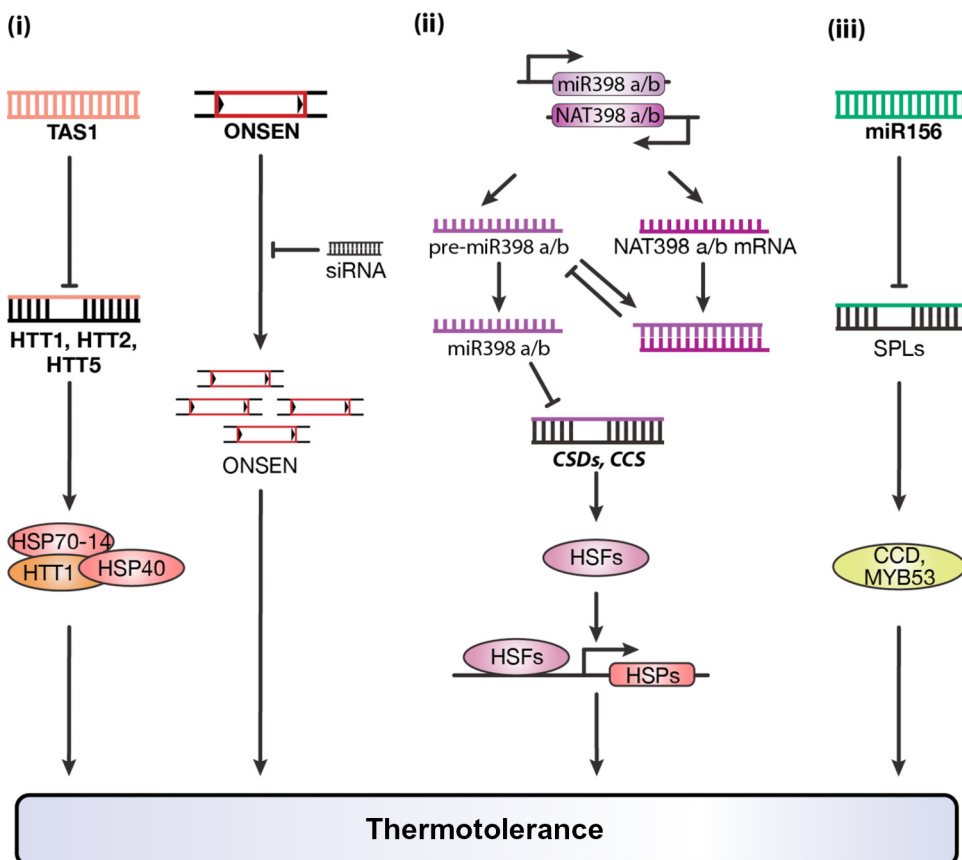 (i)
TAS1
HTT1, HTT2,
HTT5
HSP70-14
HTT1
HSP40
ONSEN
siRNA
ONSEN
(ii)
miR398 a/b
NAT398 a/b
pre-miR398 a/b
NAT398 a/b mRNA
miR398 a/b
CSDs, CCS
HSFs
HSFs
HSPs
(iii)
miR156
SPLs
CCD,
MYB53
Thermotolerance